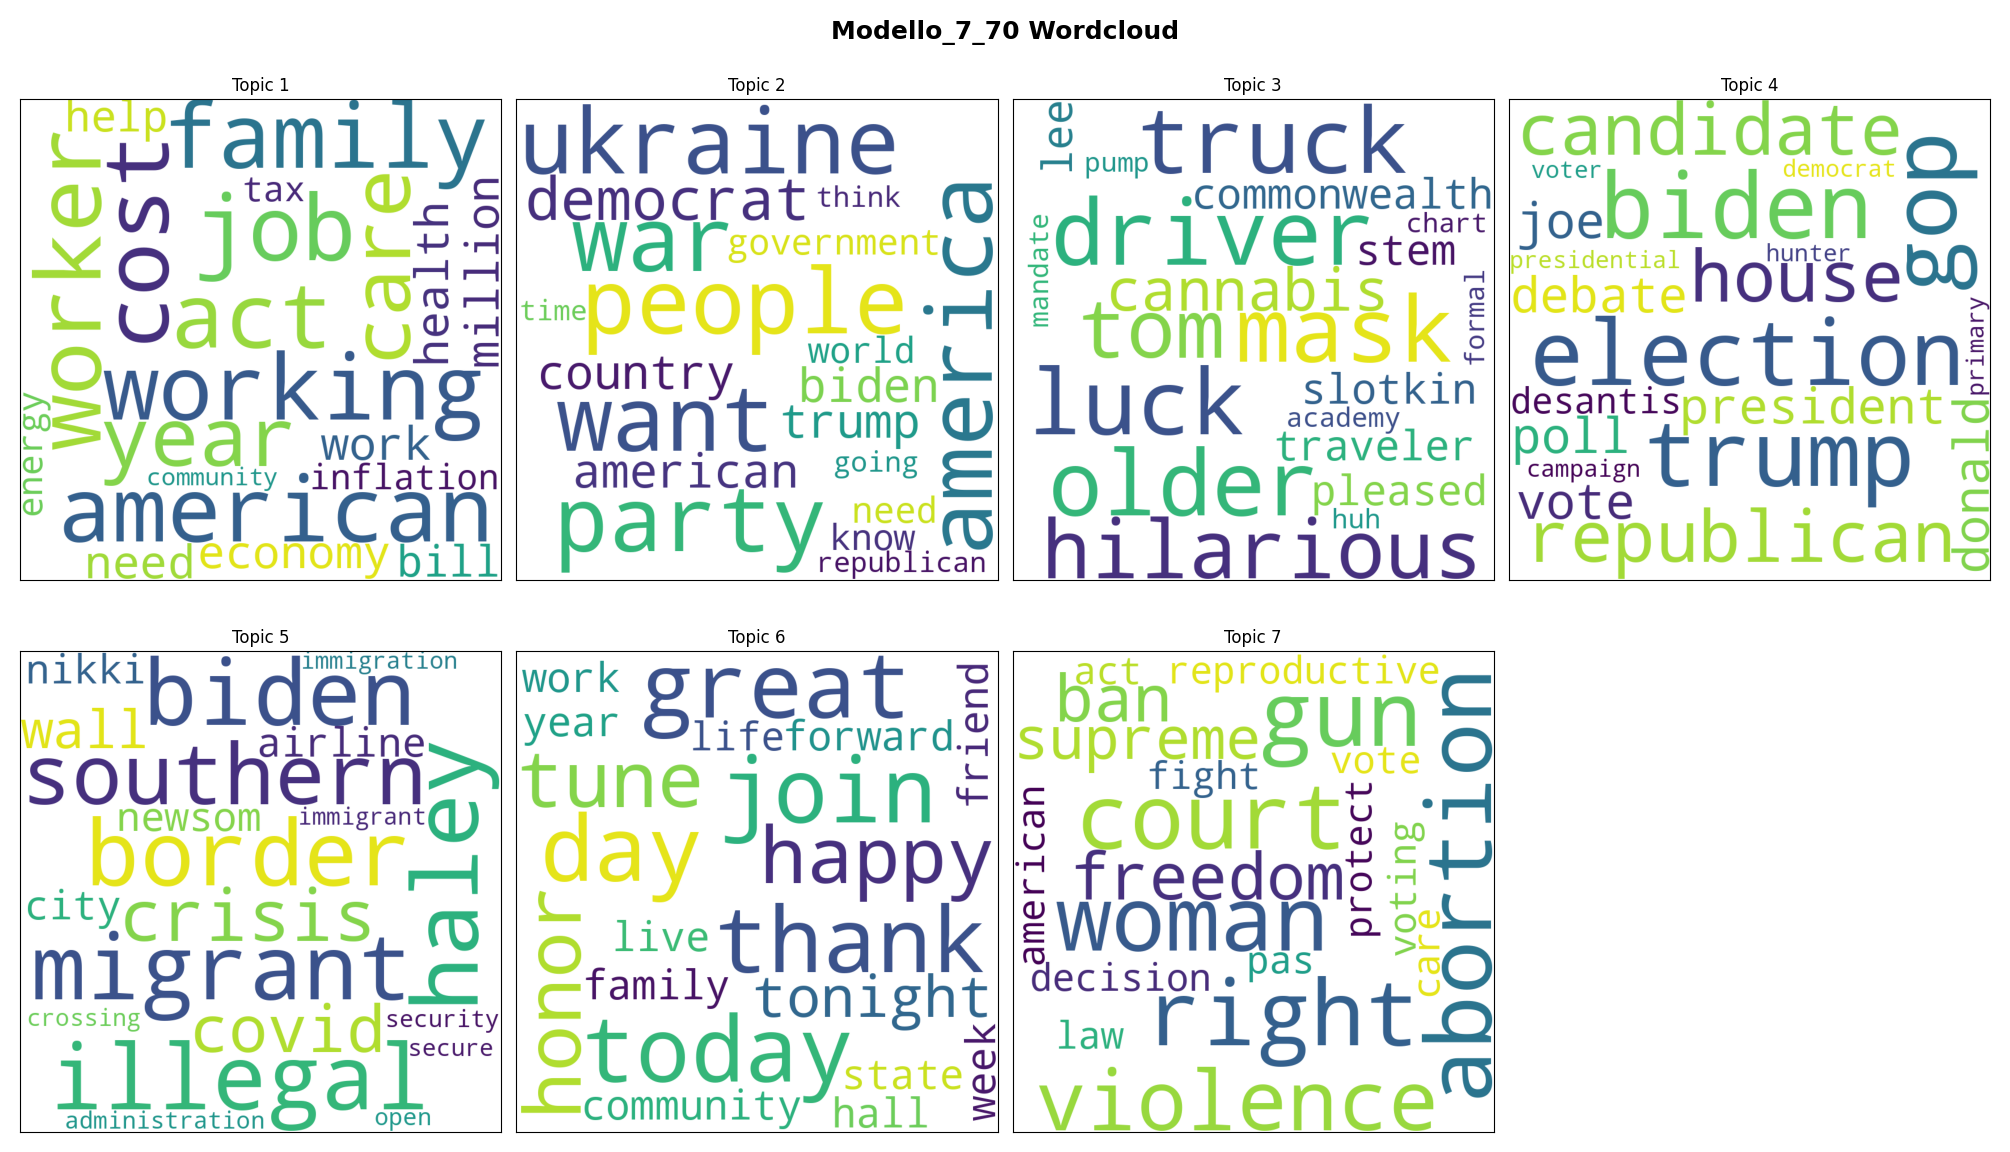 Modello_7_70 Wordcloud
Topic 1
help
family
worker
cost
tax
job
care
health
million
act
working
year
work
energy
community
inflation
american
need
economy
bill
Topic 2
ukraine
democrat
think
war
government
america
people
time
country
world
biden
want
trump
american
going
party
need
know
republican
Topic 3
lee
pump
truck
commonwealth
mandate
driver
chart
stem
cannabis
formal
tom
mask
luck
slotkin
academy
traveler
older
pleased
huh
hilarious
Topic 4
candidate
voter
democrat
gop
joe
biden
hunter
presidential
house
debate
primary
election
desantis
president
poll
trump
donald
campaign
vote
republican
Topic 5
nikki
biden
immigration
wall
airline
southern
haley
newsom
immigrant
border
city
crisis
migrant
crossing
covid
security
secure
illegal
administration
open
Topic 6
work
great
friend
year
life
forward
tune
join
day
happy
honor
live
thank
family
tonight
today
week
state
community
hall
Topic 7
act
reproductive
ban
gun
abortion
supreme
vote
fight
american
court
protect
voting
freedom
woman
care
decision
pas
right
law
violence